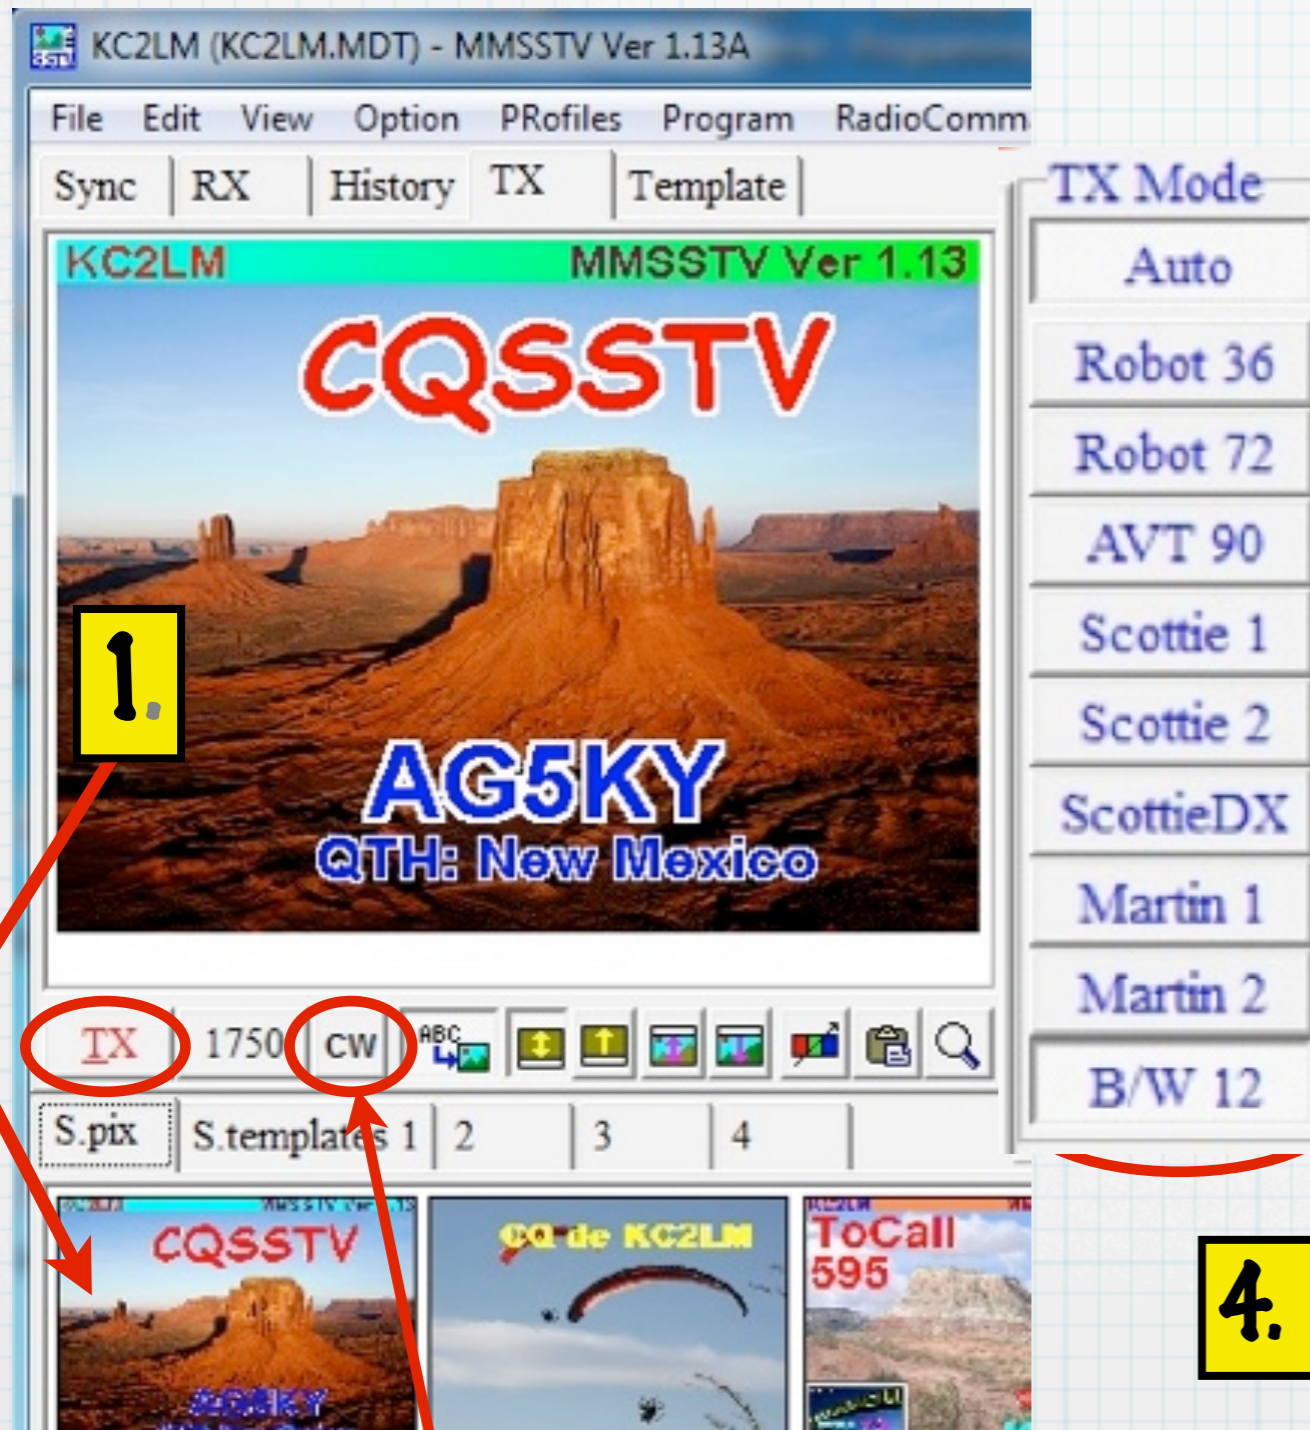 KC2LM (KC2LM.MDT) - MMSSTV Ver 1.13A
File Edit View Option PRofiles Program RadioComm
Sync RX History TX Template
KC2LM MMSSTV Ver 1.13
CQSSTV
1.
AG5KY
QTH: New Mexico
TX 1750 CW ABC
S.pix S.templates 1 2 3 4
CQSSTV
AG5KY
CQ de KC2LM
KC2LM
ToCall
595
TX Mode
Auto
Robot 36
Robot 72
AVT 90
Scottie 1
Scottie 2
ScottieDX
Martin 1
Martin 2
B/W 12
4.